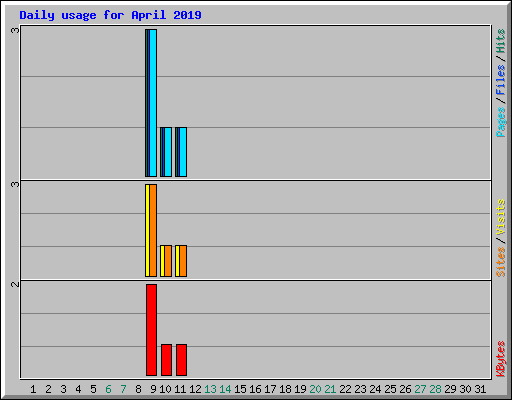 Daily usage for April 2019
3
3
2
Pages/Files/Hits
Sites/Visits
KBytes
1 2 3 4 5 6 7 8 9 10 11 12 13 14 15 16 17 18 19 20 21 22 23 24 25 26 27 28 29 30 31